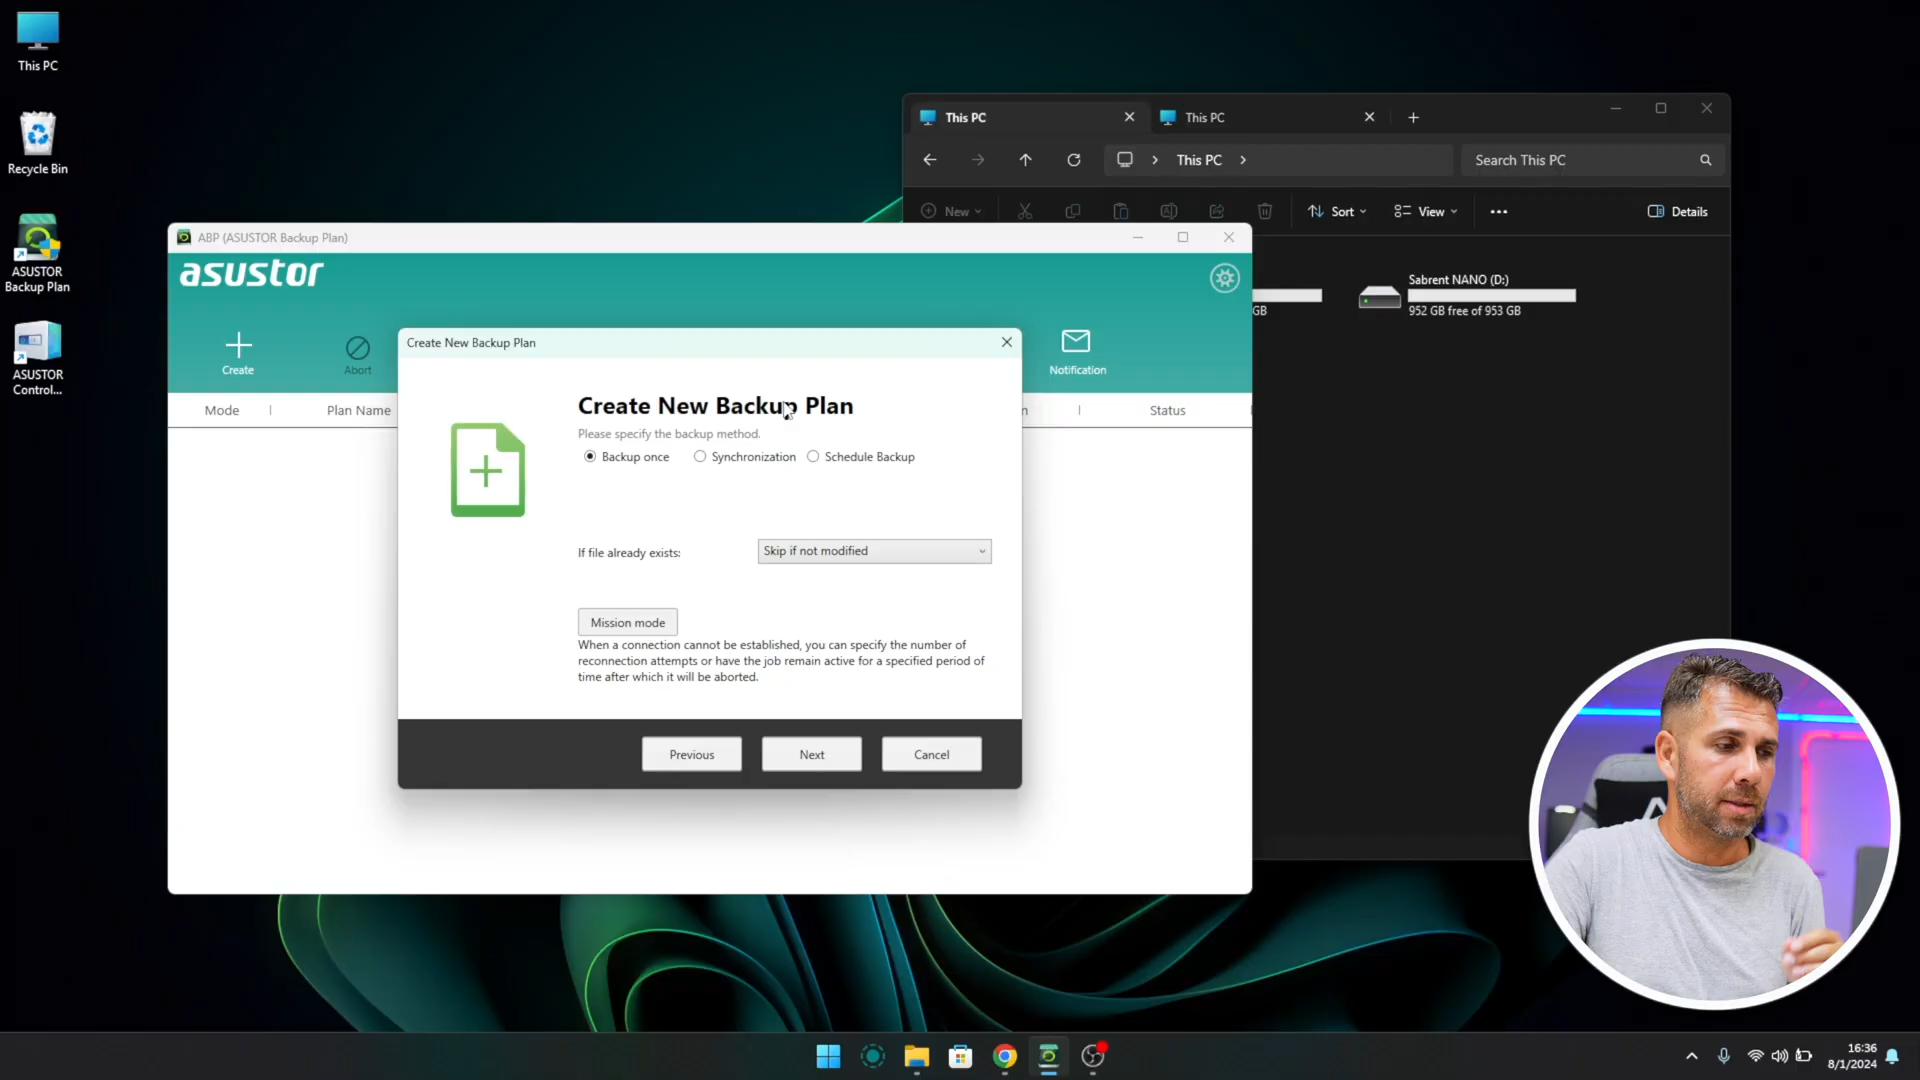 This PC
Recycle Bin
ASUSTOR
Backup Plan
ASUSTOR
Control...
This PC
This PC
This PC
Search This PC
New
Sort
View
Details
GB
Sabrent NANO (D:)
952 GB free of 953 GB
ABP (ASUSTOR Backup Plan)
asustor
Create
Abort
Notification
Mode
Plan Name
n
Status
Create New Backup Plan
Create New Backup Plan
Please specify the backup method.
Backup once
Synchronization
Schedule Backup
If file already exists:
Skip if not modified
Mission mode
When a connection cannot be established, you can specify the number of
reconnection attempts or have the job remain active for a specified period of
time after which it will be aborted.
Previous
Next
Cancel
16:36
8/1/2024